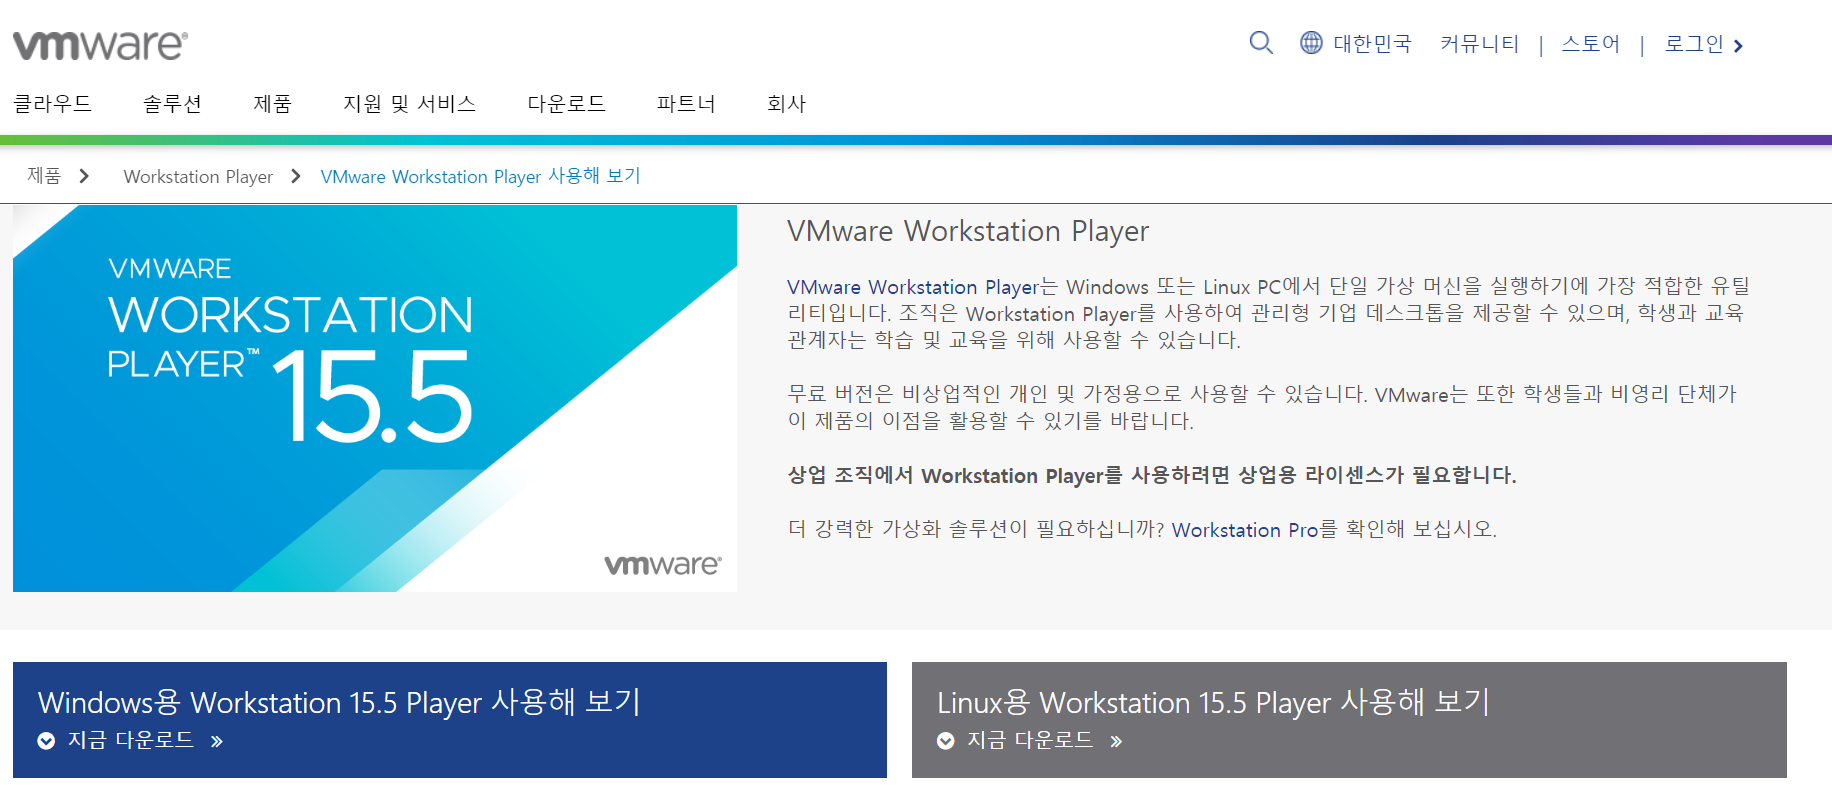 vmware®
대한민국 커뮤니티 | 스토어 | 로그인
클라우드 솔루션 제품 지원 및 서비스 다운로드 파트너 회사
제품 Workstation Player VMware Workstation Player 사용해 보기
VMWARE
WORKSTATION
PLAYER™ 15.5
vmware®
VMware Workstation Player
VMware Workstation Player는 Windows 또는 Linux PC에서 단일 가상 머신을 실행하기에 가장 적합한 유틸
리티입니다. 조직은 Workstation Player를 사용하여 관리형 기업 데스크톱을 제공할 수 있으며, 학생과 교육
관계자는 학습 및 교육을 위해 사용할 수 있습니다.
무료 버전은 비상업적인 개인 및 가정용으로 사용할 수 있습니다. VMware는 또한 학생들과 비영리 단체가
이 제품의 이점을 활용할 수 있기를 바랍니다.
상업 조직에서 Workstation Player를 사용하려면 상업용 라이센스가 필요합니다.
더 강력한 가상화 솔루션이 필요하십니까? Workstation Pro를 확인해 보십시오.
Windows용 Workstation 15.5 Player 사용해 보기
지금 다운로드 »
Linux용 Workstation 15.5 Player 사용해 보기
지금 다운로드 »